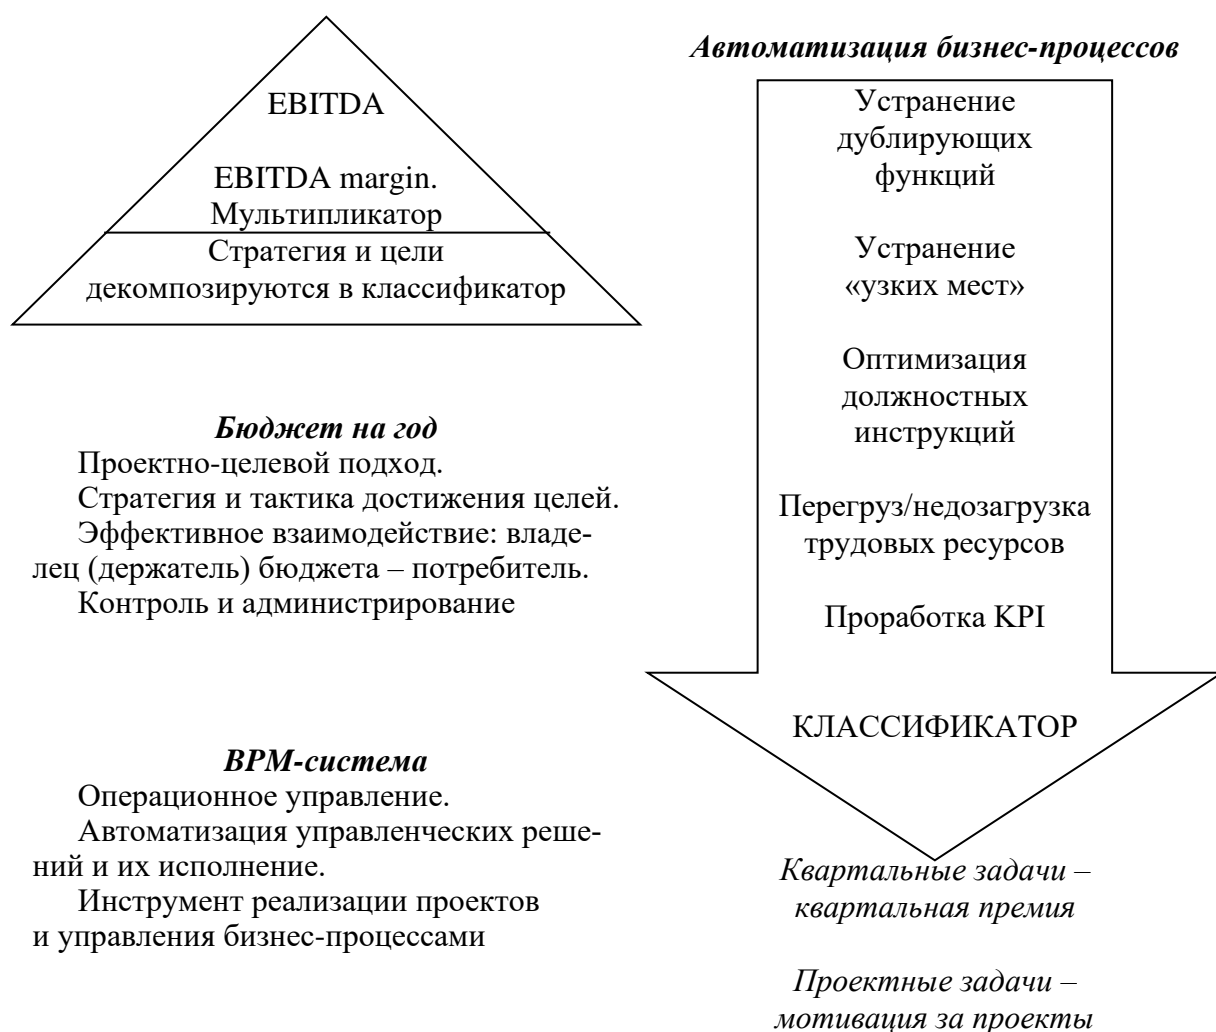 EBITDA
EBITDA margin.
Мультипликатор
Стратегия и цели
декомпозируются в классификатор
Бюджет на год
Проектно-целевой подход.
Стратегия и тактика достижения целей.
Эффективное взаимодействие: владе-
лец (держатель) бюджета – потребитель.
Контроль и администрирование
BPM-система
Операционное управление.
Автоматизация управленческих реше-
ний и их исполнение.
Инструмент реализации проектов
и управления бизнес-процессами
Автоматизация бизнес-процессов
Устранение
дублирующих
функций
Устранение
«узких мест»
Оптимизация
должностных
инструкций
Перегруз/недозагрузка
трудовых ресурсов
Проработка KPI
КЛАССИФИКАТОР
Квартальные задачи –
квартальная премия
Проектные задачи –
мотивация за проекты